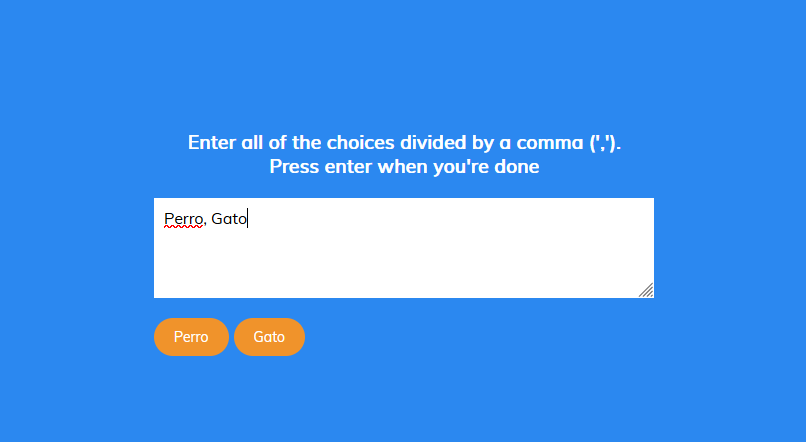 Enter all of the choices divided by a comma (',').
Press enter when you're done
Perro, Gato
Perro Gato